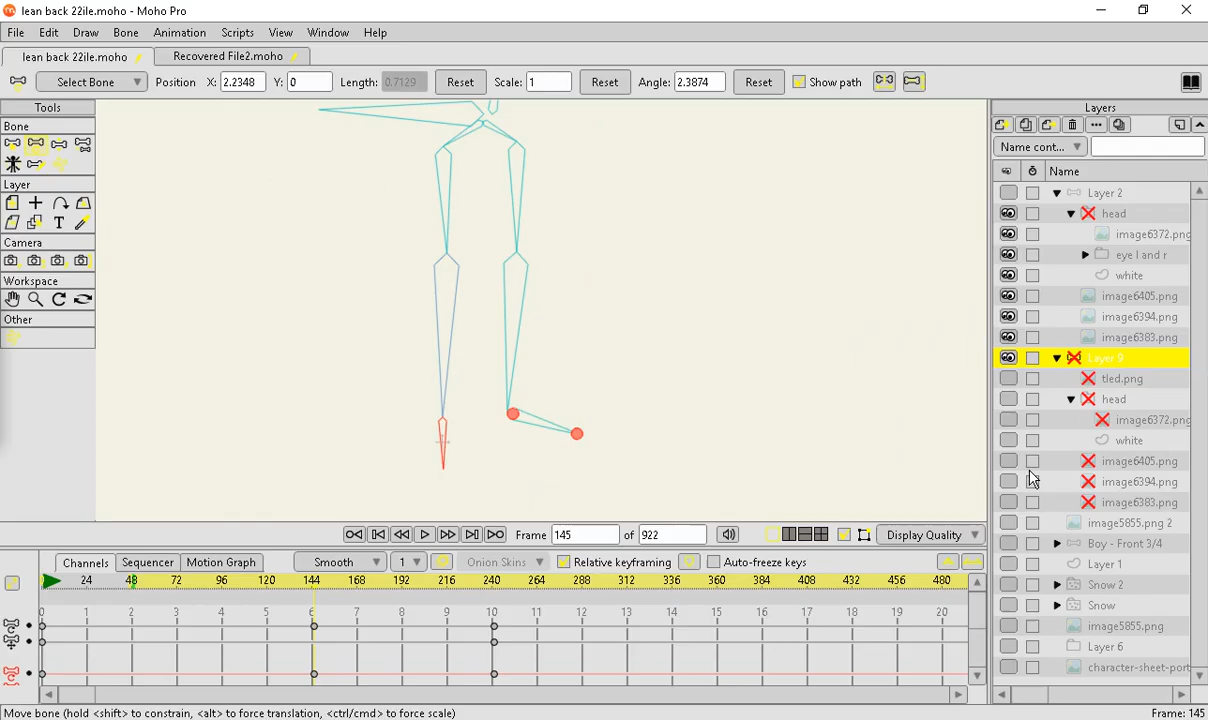 lean back 22ile.moho - Moho Pro
File Edit Draw Bone Animation Scripts View Window Help
lean back 22ile.moho Recovered File2.moho
Select Bone Position X: 2.2348 Y: 0 Length: 0.7129 Reset Scale: 1 Reset Angle: 2.3874 Reset Show path
Tools
Bone
Layer
T
Camera
Workspace
Other
Layers
Name cont...
Name
Layer 2
head
image6372.png
eye l and r
white
image6405.png
image6394.png
image6383.png
Layer 9
tled.png
head
image6372.png
white
image6405.png
image6394.png
image6383.png
image5855.png 2
Boy - Front 3/4
Layer 1
Snow 2
Snow
image5855.png
Layer 6
character-sheet-port
Frame 145 of 922 Display Quality
Channels Sequencer Motion Graph Smooth 1 Onion Skins Relative keyframing Auto-freeze keys
24 48 72 96 120 144 168 192 216 240 264 288 312 336 360 384 408 432 456 480
0 1 2 3 4 5 6 7 8 9 10 11 12 13 14 15 16 17 18 19 20
Move bone (hold <shift> to constrain, <alt> to force translation, <ctrl/cmd> to force scale) Frame: 145